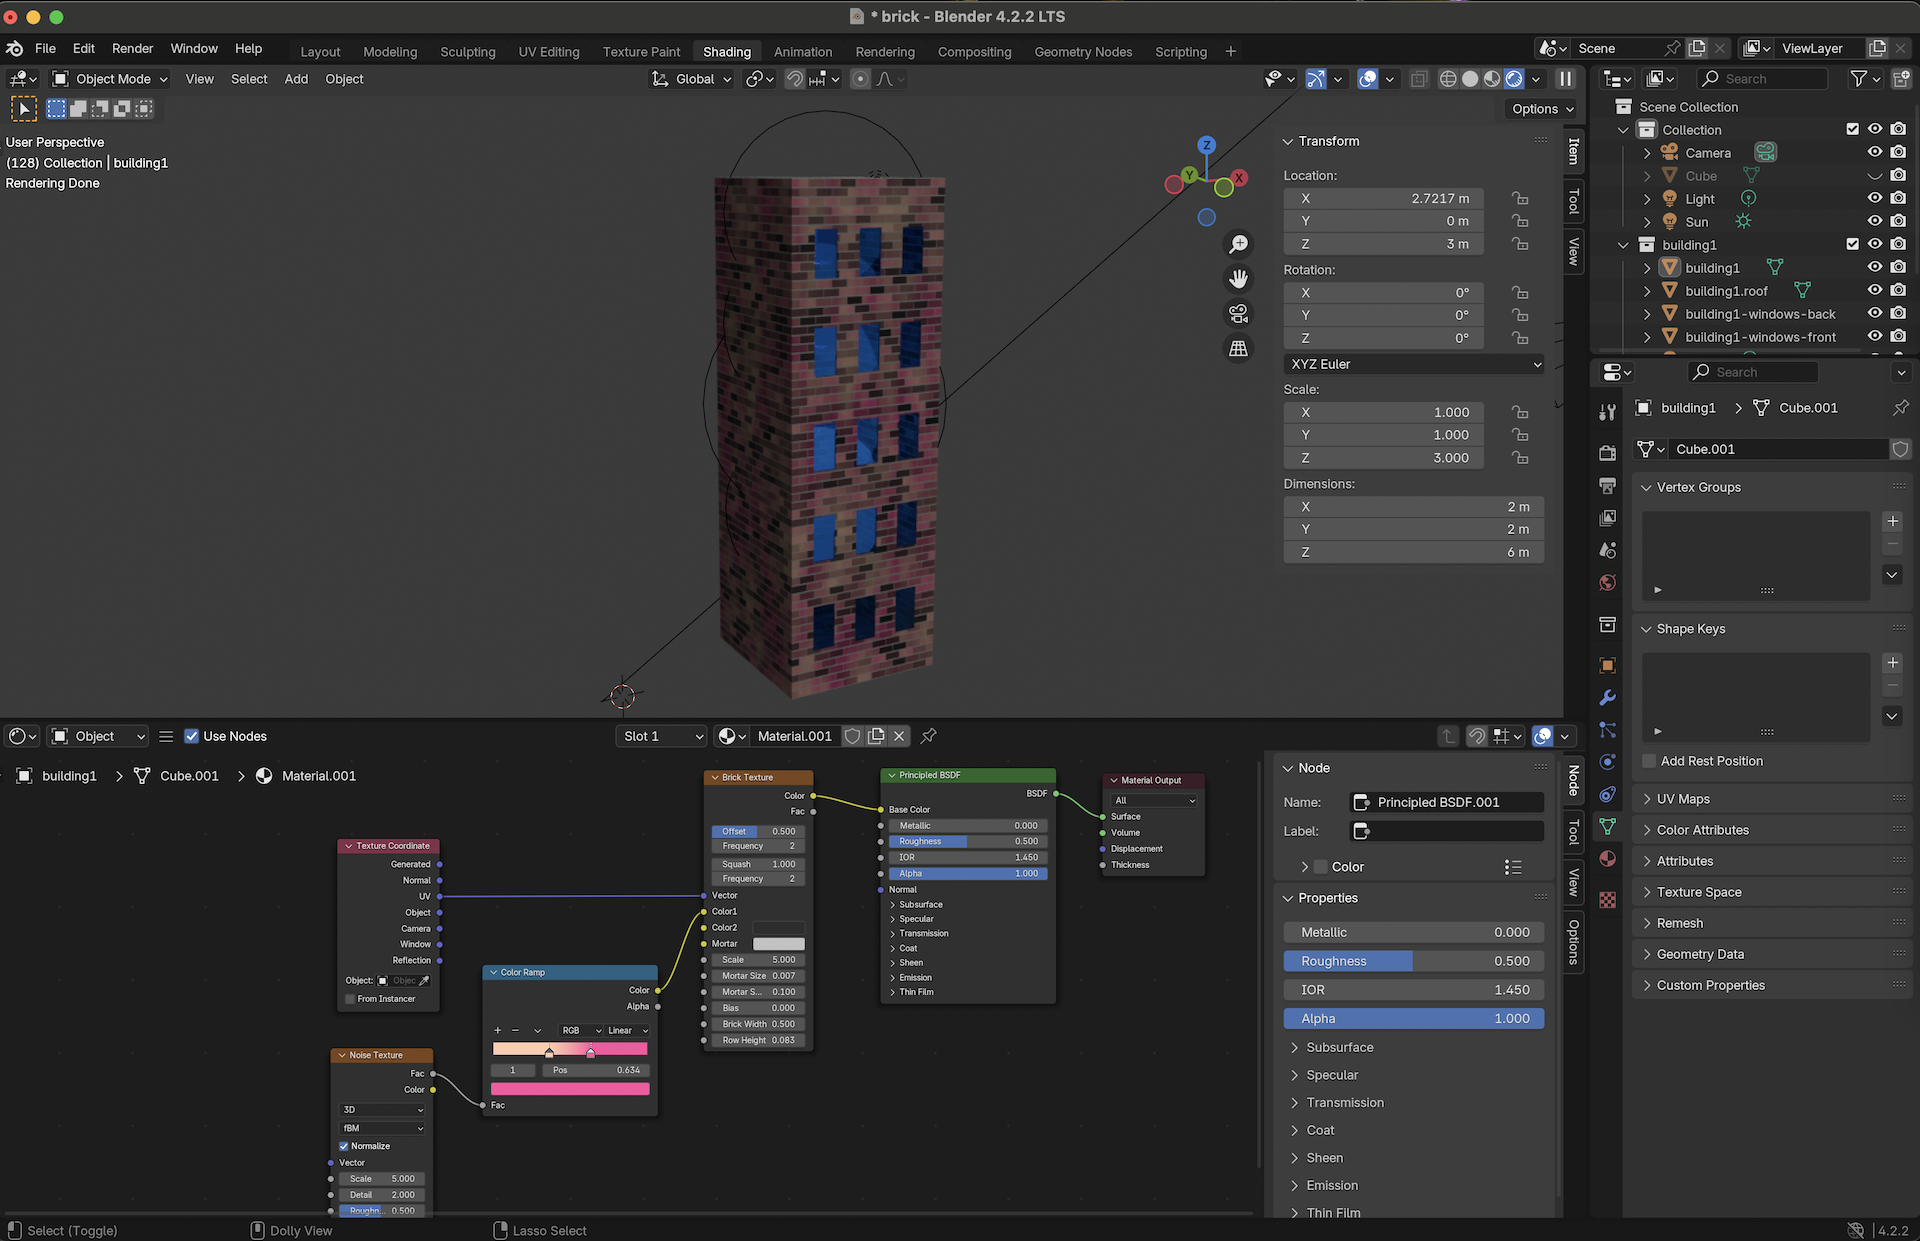 * brick - Blender 4.2.2 LTS
File Edit Render Window Help
Layout Modeling Sculpting UV Editing Texture Paint Shading Animation Rendering Compositing Geometry Nodes Scripting +
Scene
ViewLayer
Object Mode View Select Add Object
Global
Search
Options
User Perspective
(128) Collection | building1
Rendering Done
Z
Y
X
Transform
Location:
X 2.7217 m
Y 0 m
Z 3 m
Rotation:
X 0°
Y 0°
Z 0°
XYZ Euler
Scale:
X 1.000
Y 1.000
Z 3.000
Dimensions:
X 2 m
Y 2 m
Z 6 m
Item
Tool
View
Scene Collection
Collection
Camera
Cube
Light
Sun
building1
building1
building1.roof
building1-windows-back
building1-windows-front
Search
building1 > Cube.001
Cube.001
Vertex Groups
Shape Keys
Add Rest Position
UV Maps
Color Attributes
Attributes
Texture Space
Remesh
Geometry Data
Custom Properties
Object Use Nodes Slot 1 Material.001
building1 > Cube.001 > Material.001
Texture Coordinate
Generated
Normal
UV
Object
Camera
Window
Reflection
Object: Objec
From Instancer
Noise Texture
Fac
Color
3D
fBM
Normalize
Vector
Scale 5.000
Detail 2.000
Roughn... 0.500
Color Ramp
Color
Alpha
+ − RGB Linear
1 Pos 0.634
Fac
Brick Texture
Color
Fac
Offset 0.500
Frequency 2
Squash 1.000
Frequency 2
Vector
Color1
Color2
Mortar
Scale 5.000
Mortar Size 0.007
Mortar S... 0.100
Bias 0.000
Brick Width 0.500
Row Height 0.083
Principled BSDF
BSDF
Base Color
Metallic 0.000
Roughness 0.500
IOR 1.450
Alpha 1.000
Normal
Subsurface
Specular
Transmission
Coat
Sheen
Emission
Thin Film
Material Output
All
Surface
Volume
Displacement
Thickness
Node
Name: Principled BSDF.001
Label:
Color
Properties
Metallic 0.000
Roughness 0.500
IOR 1.450
Alpha 1.000
Subsurface
Specular
Transmission
Coat
Sheen
Emission
Thin Film
Node
Tool
View
Options
Select (Toggle) Dolly View Lasso Select 4.2.2